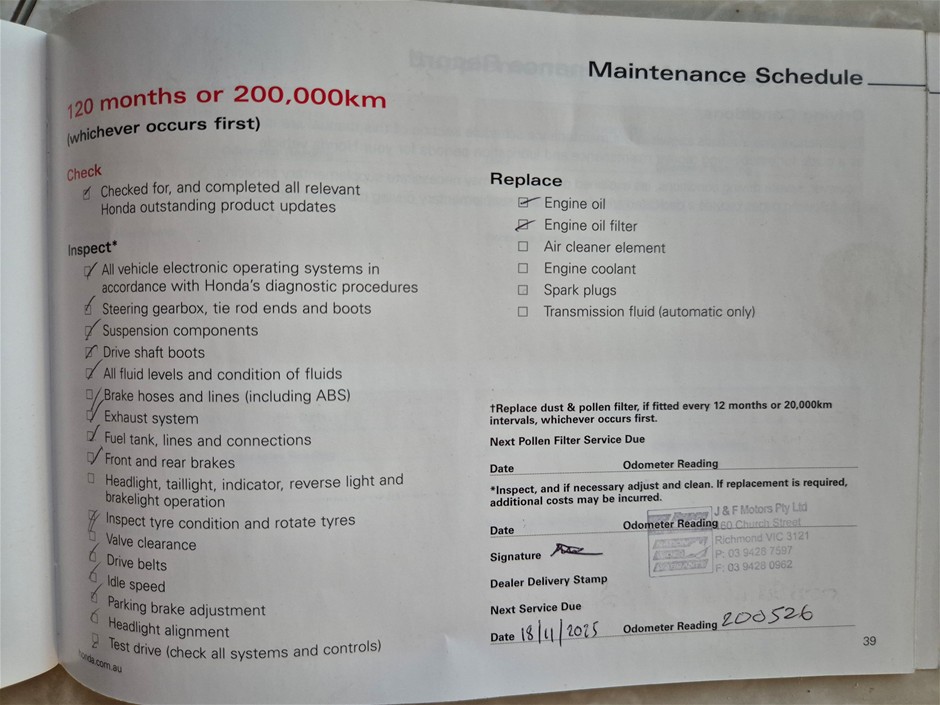 Maintenance Schedule
120 months or 200,000km
(whichever occurs first)
Check
Checked for, and completed all relevant
Honda outstanding product updates
Inspect*
All vehicle electronic operating systems in
accordance with Honda's diagnostic procedures
Steering gearbox, tie rod ends and boots
Suspension components
Drive shaft boots
All fluid levels and condition of fluids
Brake hoses and lines (including ABS)
Exhaust system
Fuel tank, lines and connections
Front and rear brakes
Headlight, taillight, indicator, reverse light and
brakelight operation
Inspect tyre condition and rotate tyres
Valve clearance
Drive belts
Idle speed
Parking brake adjustment
Headlight alignment
Test drive (check all systems and controls)
honda.com.au
Replace
Engine oil
Engine oil filter
Air cleaner element
Engine coolant
Spark plugs
Transmission fluid (automatic only)
†Replace dust & pollen filter, if fitted every 12 months or 20,000km
intervals, whichever occurs first.
Next Pollen Filter Service Due
Date Odometer Reading
*Inspect, and if necessary adjust and clean. If replacement is required,
additional costs may be incurred.
Date Odometer Reading
J & F Motors Pty Ltd
60 Church Street
Richmond VIC 3121
P: 03 9428 7597
F: 03 9428 0962
Signature
Dealer Delivery Stamp
Next Service Due
Date 18/11/2025 Odometer Reading 200526
39